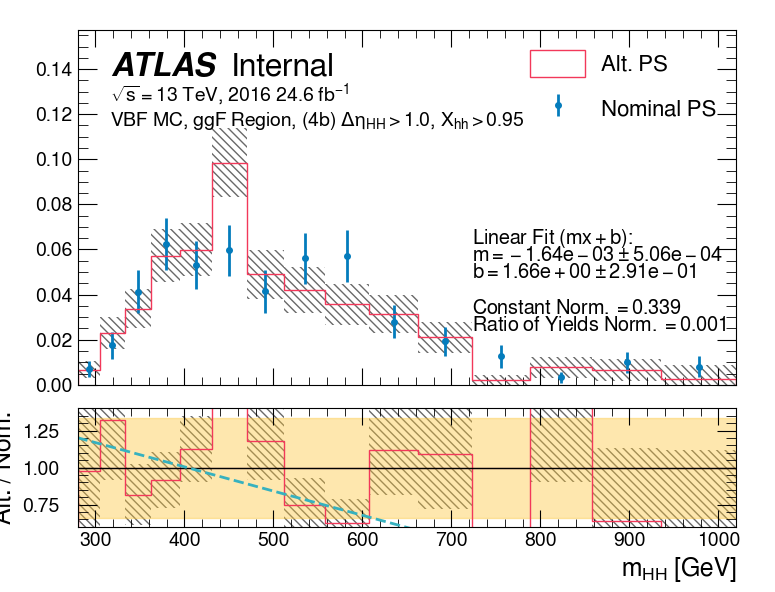 ATLAS Internal
√s = 13 TeV, 2016 24.6 fb⁻¹
VBF MC, ggF Region, (4b) Δη_HH > 1.0, X_hh > 0.95
Alt. PS
Nominal PS
Linear Fit (mx + b):
m = − 1.64e − 03 ± 5.06e − 04
b = 1.66e + 00 ± 2.91e − 01
Constant Norm. = 0.339
Ratio of Yields Norm. = 0.001
0.14
0.12
0.10
0.08
0.06
0.04
0.02
0.00
Alt. / Nom.
1.25
1.00
0.75
300 400 500 600 700 800 900 1000
m_HH [GeV]